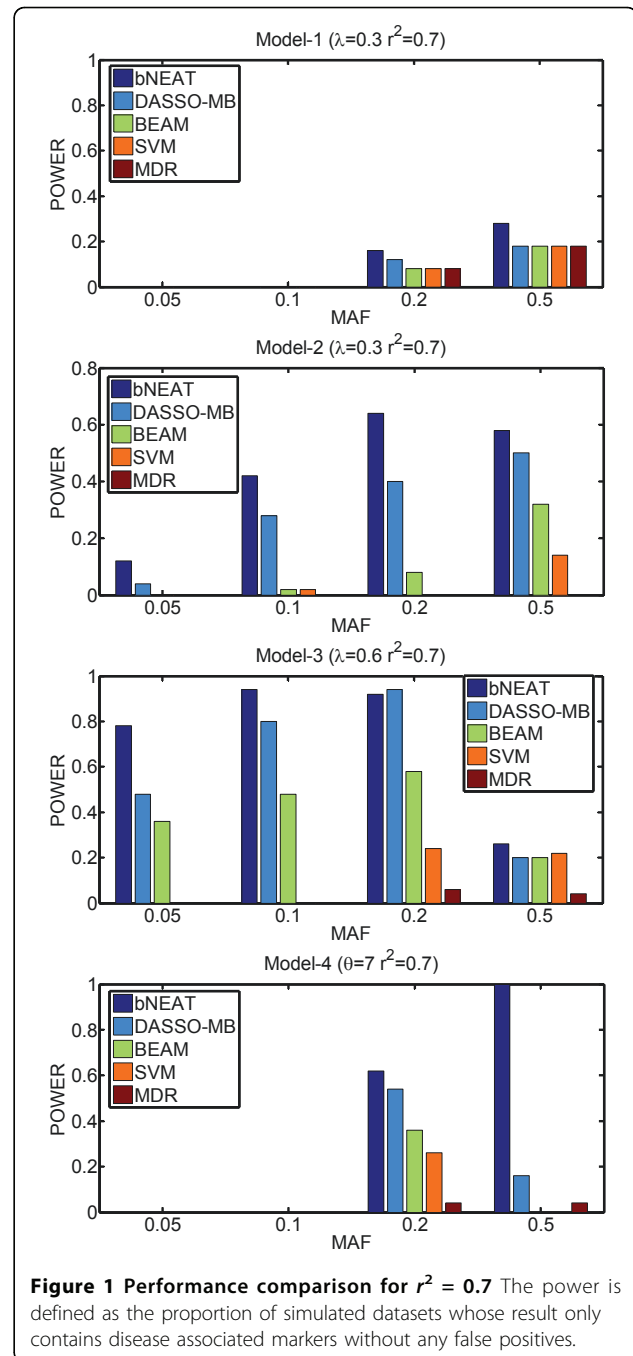 Model-1 (λ=0.3 r²=0.7)
1
0.8
0.6
0.4
0.2
0
POWER
bNEAT
DASSO-MB
BEAM
SVM
MDR
0.05 0.1 0.2 0.5
MAF
Model-2 (λ=0.3 r²=0.7)
0.8
0.6
0.4
0.2
0
POWER
bNEAT
DASSO-MB
BEAM
SVM
MDR
0.05 0.1 0.2 0.5
MAF
Model-3 (λ=0.6 r²=0.7)
1
0.8
0.6
0.4
0.2
0
POWER
bNEAT
DASSO-MB
BEAM
SVM
MDR
0.05 0.1 0.2 0.5
MAF
Model-4 (θ=7 r²=0.7)
1
0.8
0.6
0.4
0.2
0
POWER
bNEAT
DASSO-MB
BEAM
SVM
MDR
0.05 0.1 0.2 0.5
MAF
Figure 1 Performance comparison for r² = 0.7 The power is
defined as the proportion of simulated datasets whose result only
contains disease associated markers without any false positives.